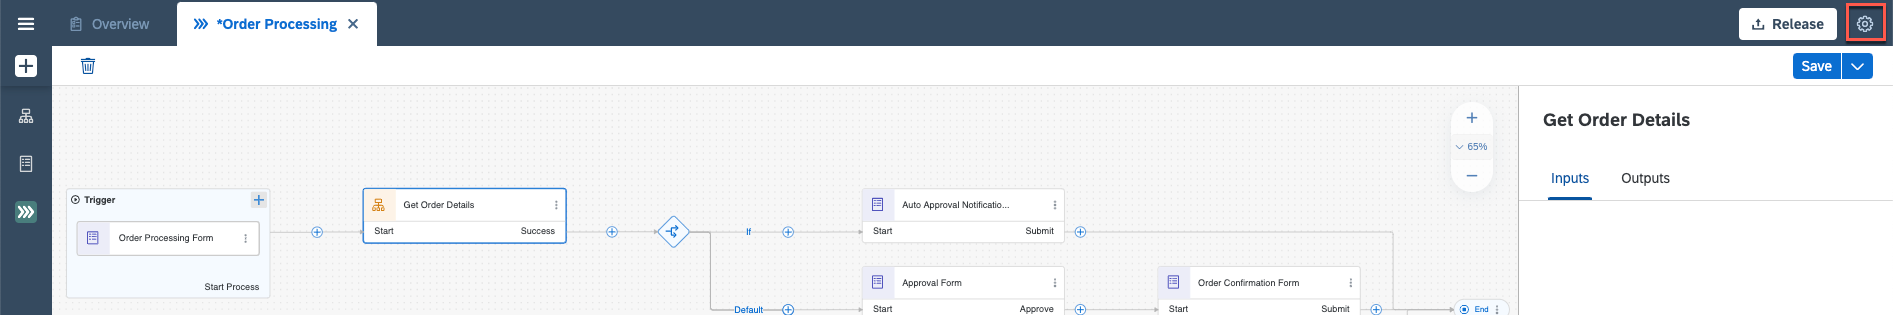 Overview
*Order Processing
Release
Save
Get Order Details
65%
Inputs Outputs
Trigger
Order Processing Form
Start Process
Get Order Details
Start Success
If
Default
Auto Approval Notificatio...
Start Submit
Approval Form
Start Approve
Order Confirmation Form
Start Submit
End